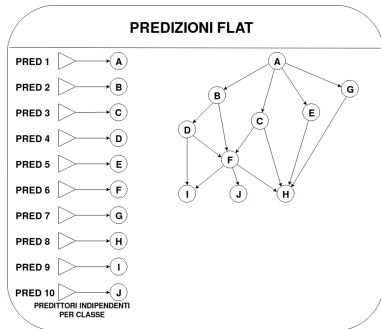 PREDIZIONI FLAT
PRED 1 A
PRED 2 B
PRED 3 C
PRED 4 D
PRED 5 E
PRED 6 F
PRED 7 G
PRED 8 H
PRED 9 I
PRED 10 J
PREDITTORI INDIPENDENTI
PER CLASSE
A
G
B
E
C
D
F
I
J
H